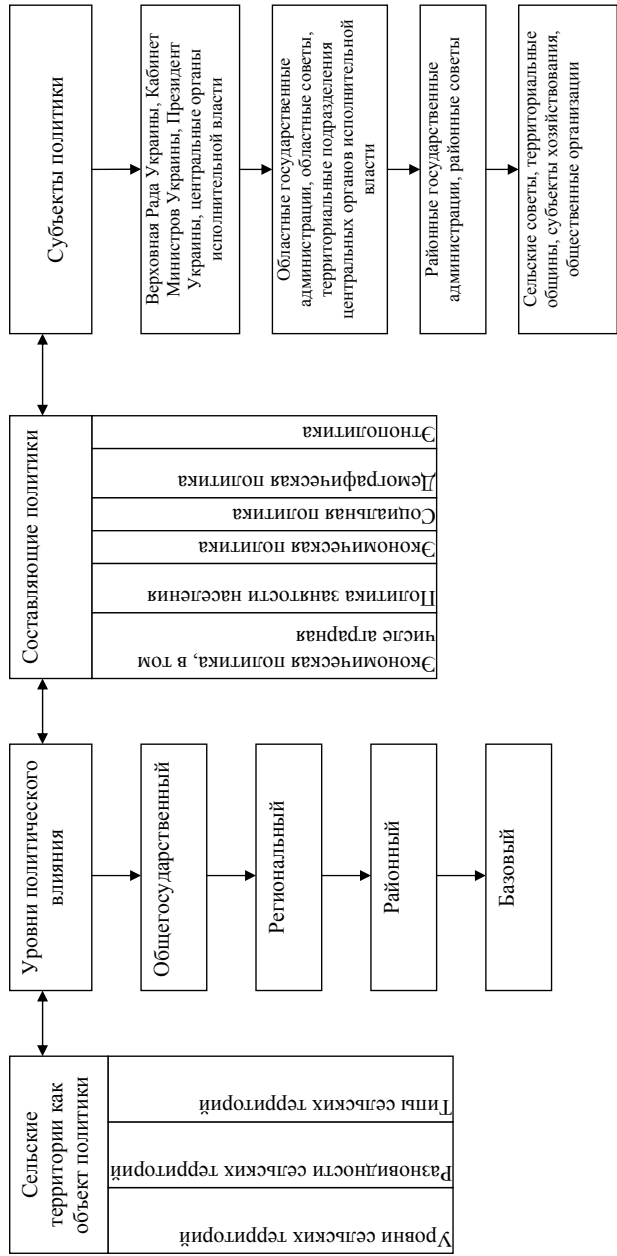 Сельские
территории как
объект политики
Уровни сельских территорий
Разновидности сельских территорий
Типы сельских территорий
Уровни политического
влияния
Общегосударственный
Региональный
Районный
Базовый
Составляющие политики
Экономическая политика, в том
числе аграрная
Политика занятости населения
Экономическая политика
Социальная политика
Демографическая политика
Этнополитика
Субъекты политики
Верховная Рада Украины, Кабинет
Министров Украины, Президент
Украины, центральные органы
исполнительной власти
Областные государственные
администрации, областные советы,
территориальные подразделения
центральных органов исполнительной
власти
Районные государственные
администрации, районные советы
Сельские советы, территориальные
общины, субъекты хозяйствования,
общественные организации